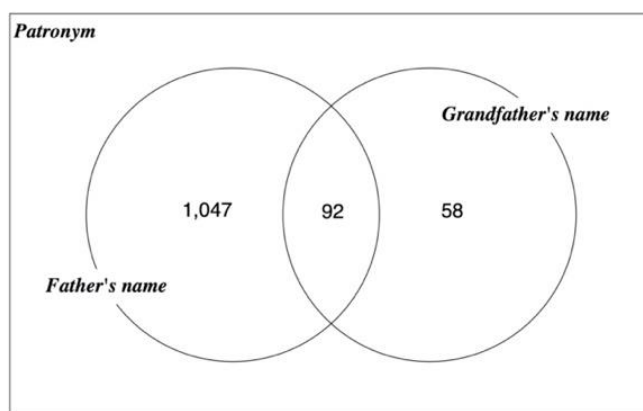 Patronym
Grandfather's name
1,047
92
58
Father's name